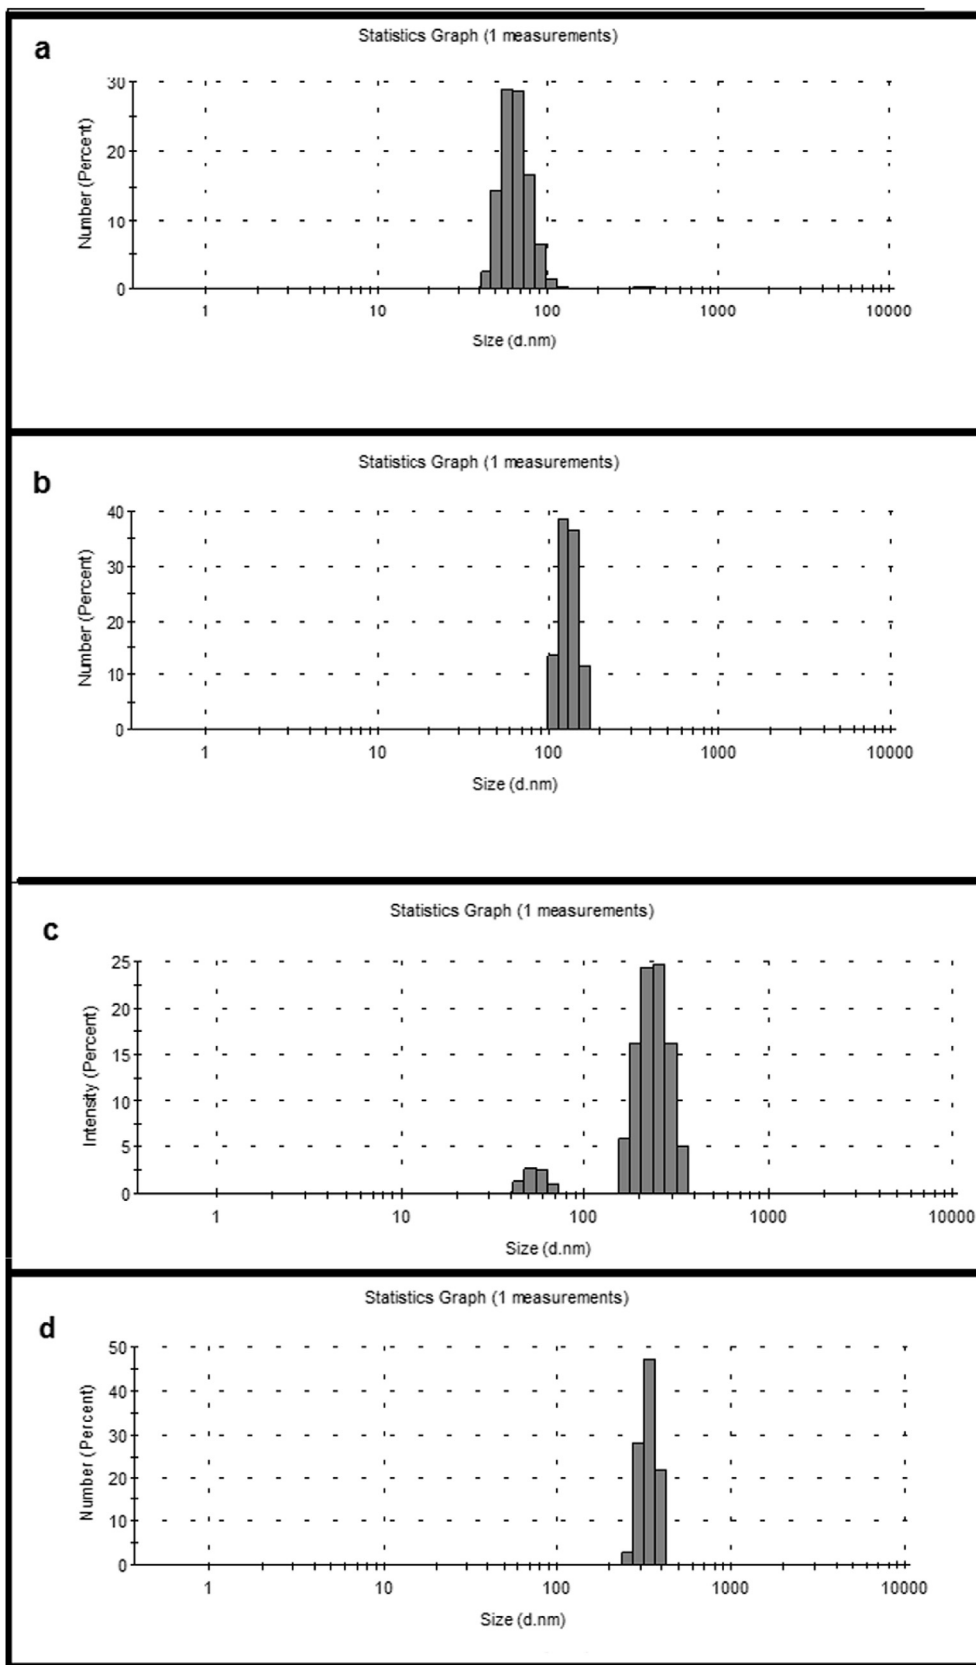 a
Statistics Graph (1 measurements)
30
20
10
0
Number (Percent)
1 10 100 1000 10000
Size (d.nm)
b
Statistics Graph (1 measurements)
40
30
20
10
0
Number (Percent)
1 10 100 1000 10000
Size (d.nm)
c
Statistics Graph (1 measurements)
25
20
15
10
5
0
Intensity (Percent)
1 10 100 1000 10000
Size (d.nm)
d
Statistics Graph (1 measurements)
50
40
30
20
10
0
Number (Percent)
1 10 100 1000 10000
Size (d.nm)